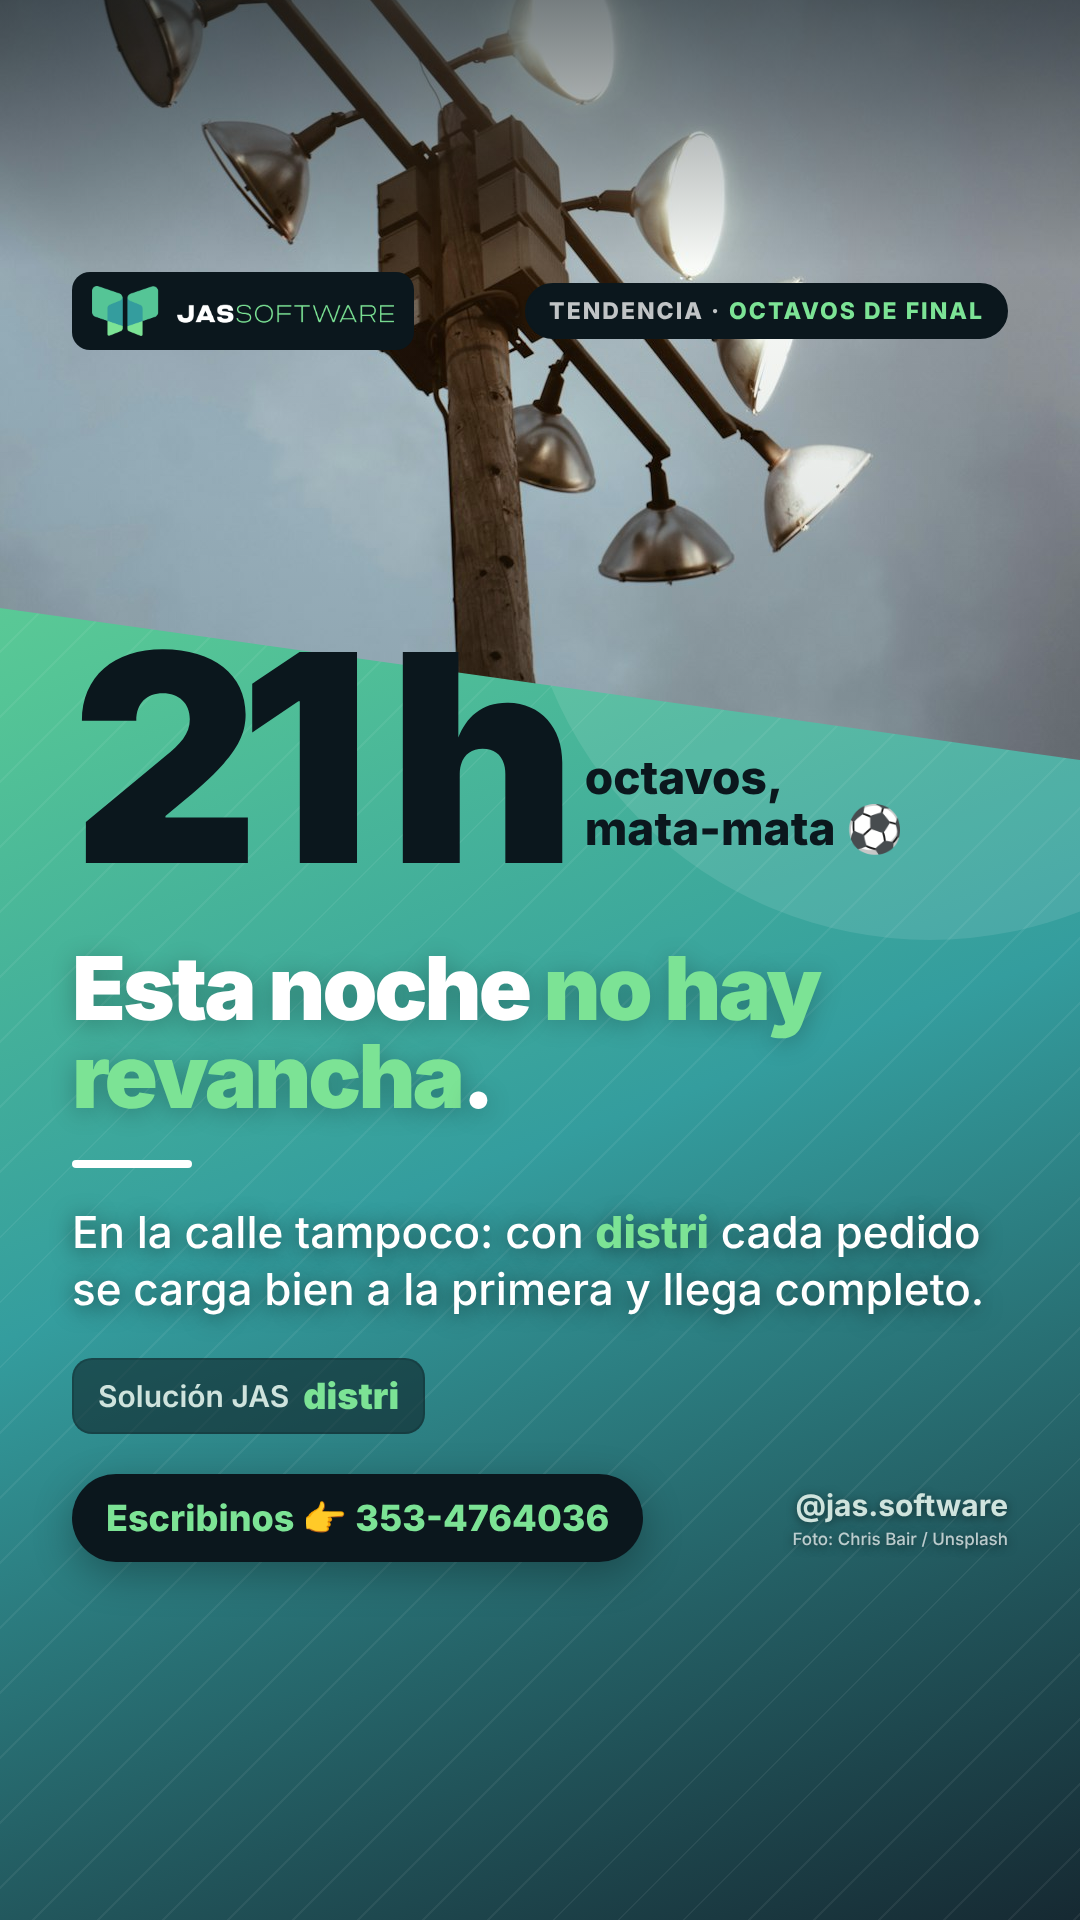 JASSOFTWARE
TENDENCIA · OCTAVOS DE FINAL
21h
octavos,
mata-mata ⚽
Esta noche no hay
revancha.
En la calle tampoco: con distri cada pedido
se carga bien a la primera y llega completo.
Solución JAS distri
Escribinos 👉 353-4764036
@jas.software
Foto: Chris Bair / Unsplash